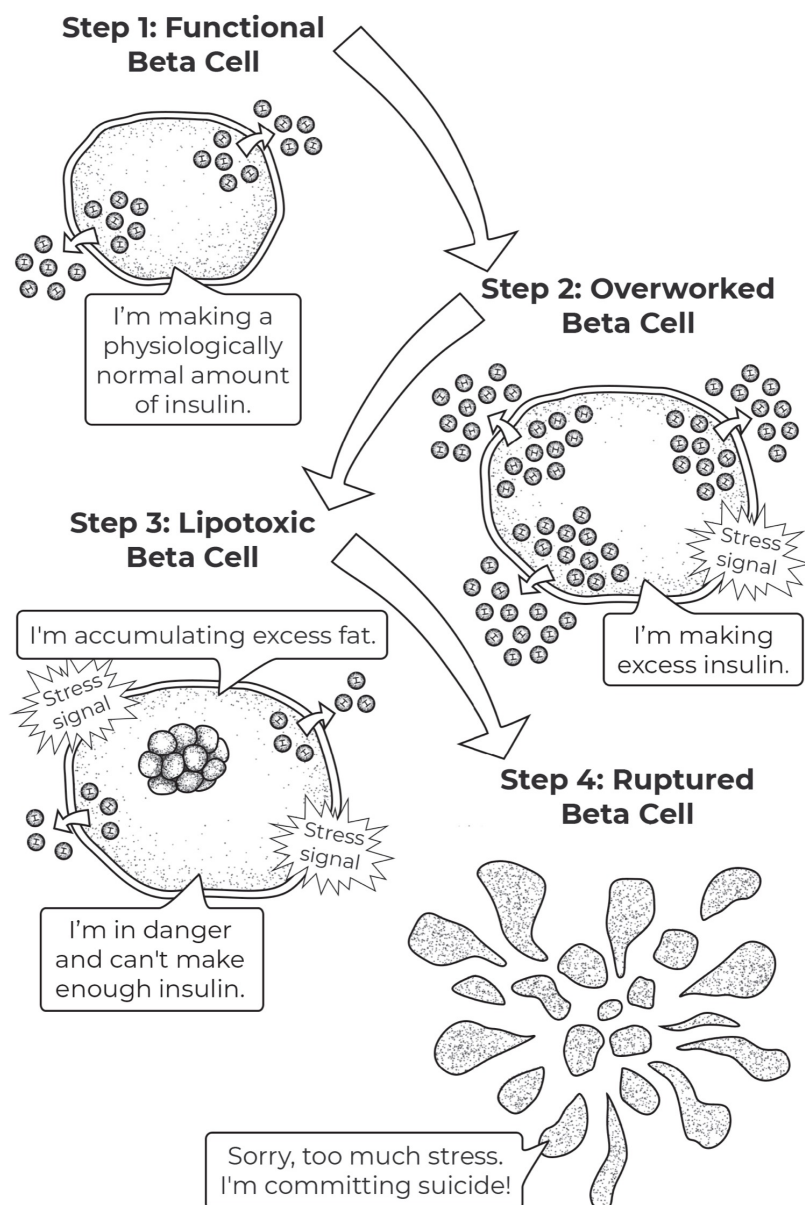 Step 1: Functional
Beta Cell
I’m making a
physiologically
normal amount
of insulin.
Step 2: Overworked
Beta Cell
Stress
signal
I’m making
excess insulin.
Step 3: Lipotoxic
Beta Cell
I'm accumulating excess fat.
Stress
signal
Stress
signal
I’m in danger
and can't make
enough insulin.
Step 4: Ruptured
Beta Cell
Sorry, too much stress.
I'm committing suicide!